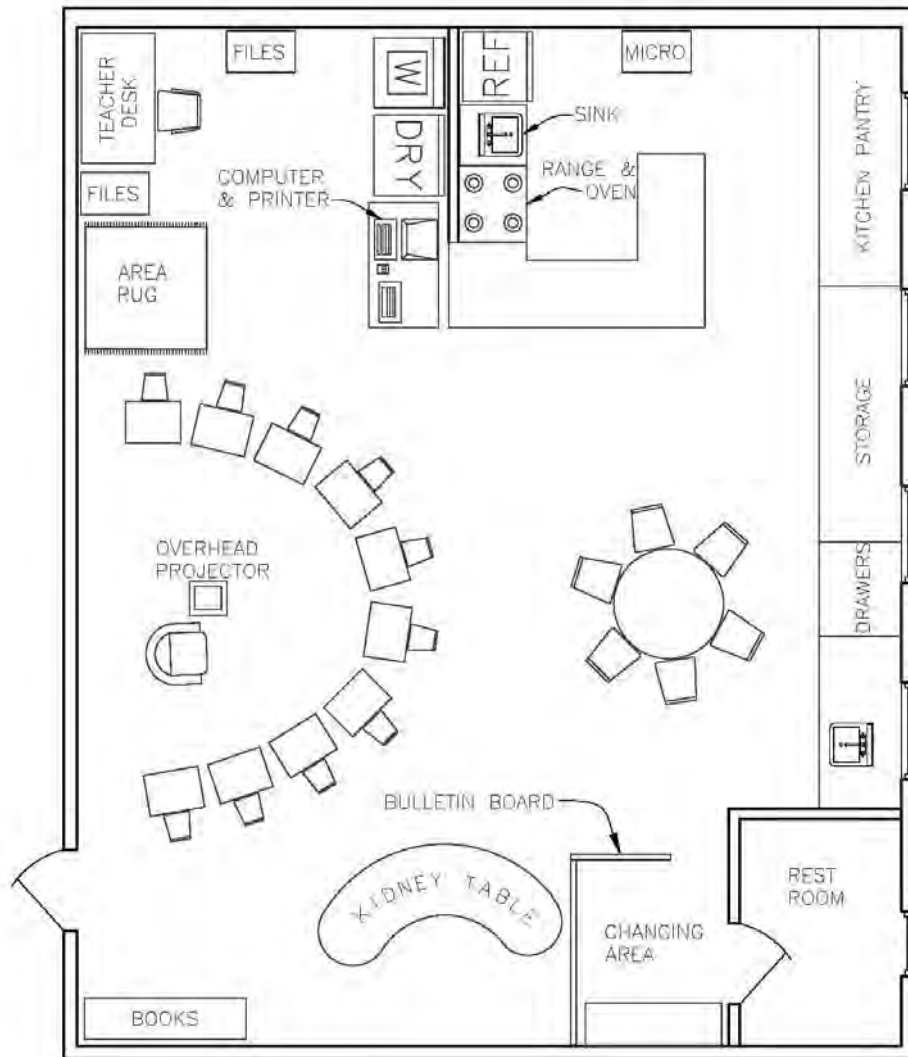 FILES
TEACHER
DESK
W
REF
MICRO
SINK
DRY
RANGE &
OVEN
KITCHEN PANTRY
FILES
COMPUTER
& PRINTER
AREA
RUG
STORAGE
OVERHEAD
PROJECTOR
DRAWERS
BULLETIN BOARD
KIDNEY TABLE
REST
ROOM
CHANGING
AREA
BOOKS